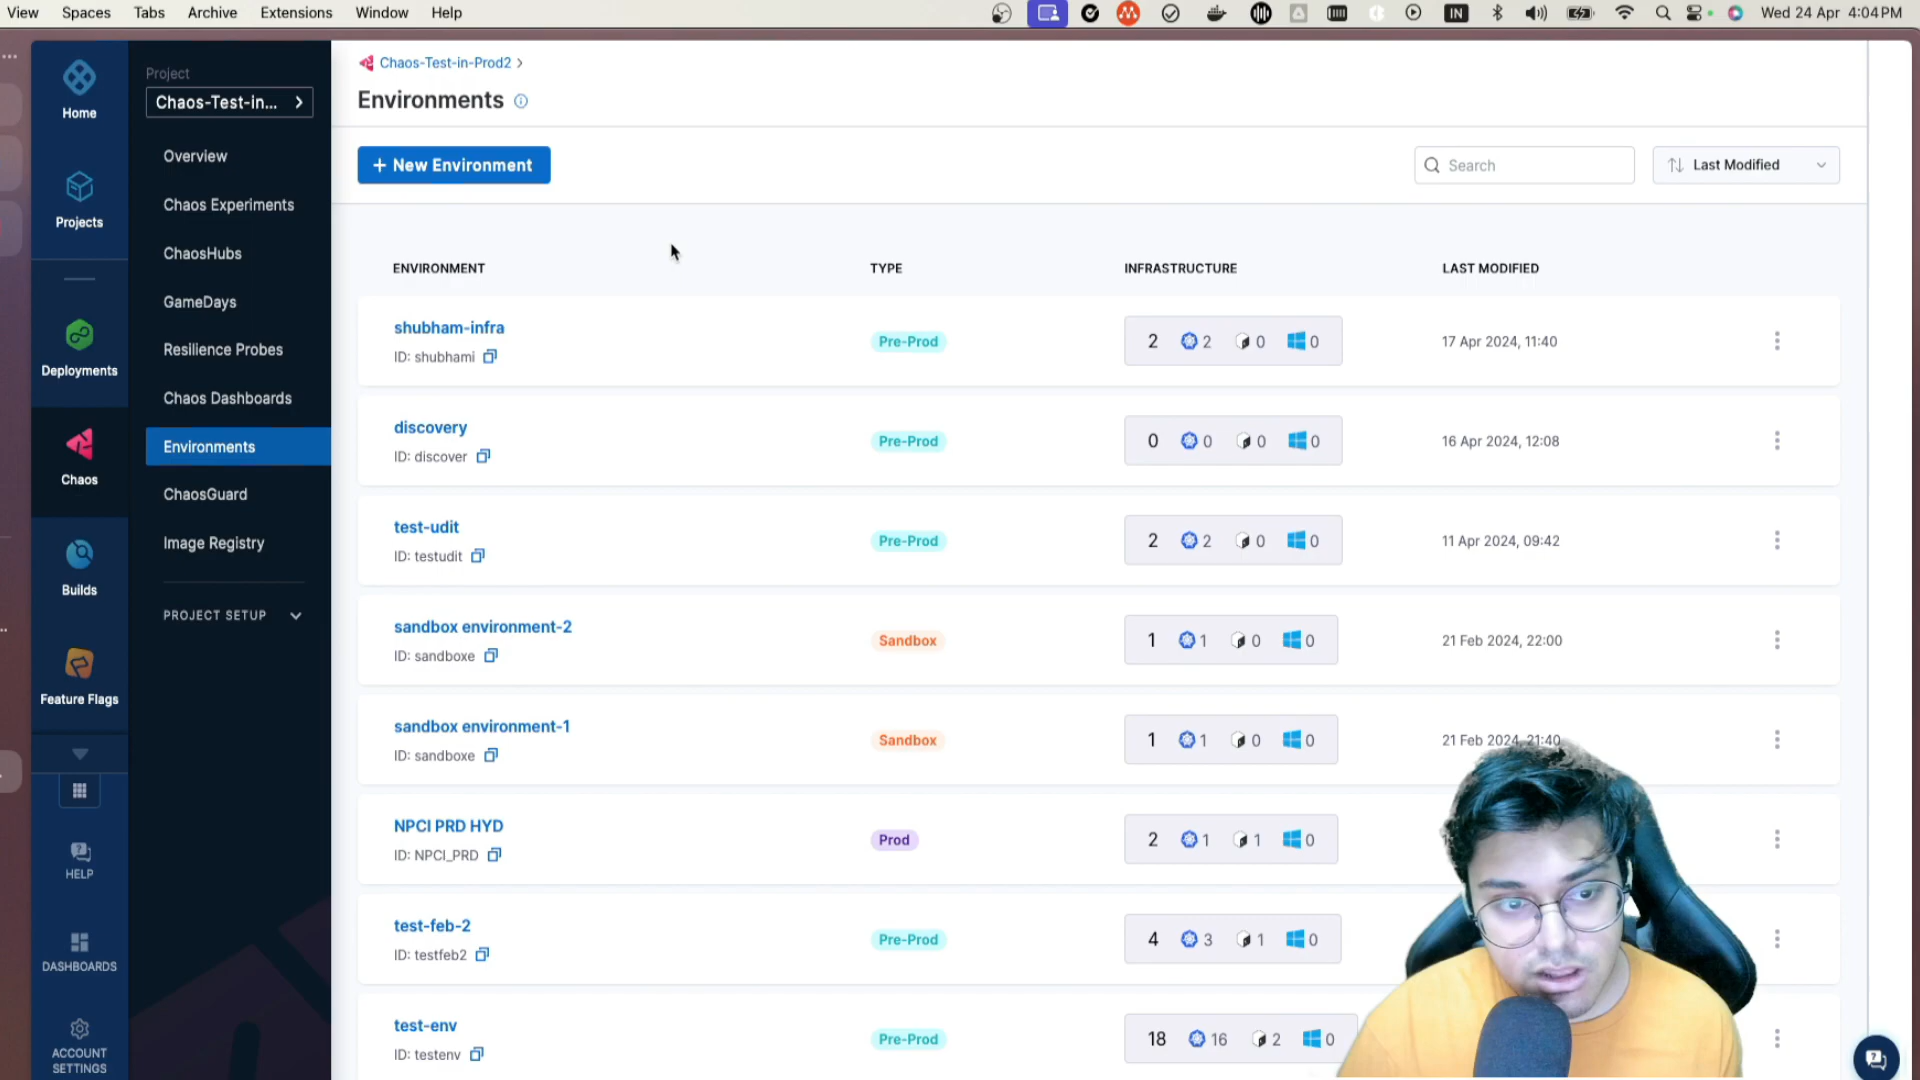 View Spaces Tabs Archive Extensions Window Help IN Wed 24 Apr 4:04 PM
Home
Projects
Deployments
Chaos
Builds
Feature Flags
HELP
DASHBOARDS
ACCOUNT
SETTINGS
Project
Chaos-Test-in...
Overview
Chaos Experiments
ChaosHubs
GameDays
Resilience Probes
Chaos Dashboards
Environments
ChaosGuard
Image Registry
PROJECT SETUP
Chaos-Test-in-Prod2
Environments
+ New Environment
Search
Last Modified
ENVIRONMENT TYPE INFRASTRUCTURE LAST MODIFIED
shubham-infra
ID: shubhami
Pre-Prod
2 2 0 0
17 Apr 2024, 11:40
discovery
ID: discover
Pre-Prod
0 0 0 0
16 Apr 2024, 12:08
test-udit
ID: testudit
Pre-Prod
2 2 0 0
11 Apr 2024, 09:42
sandbox environment-2
ID: sandboxe
Sandbox
1 1 0 0
21 Feb 2024, 22:00
sandbox environment-1
ID: sandboxe
Sandbox
1 1 0 0
21 Feb 2024, 21:40
NPCI PRD HYD
ID: NPCI_PRD
Prod
2 1 1 0
test-feb-2
ID: testfeb2
Pre-Prod
4 3 1 0
test-env
ID: testenv
Pre-Prod
18 16 2 0